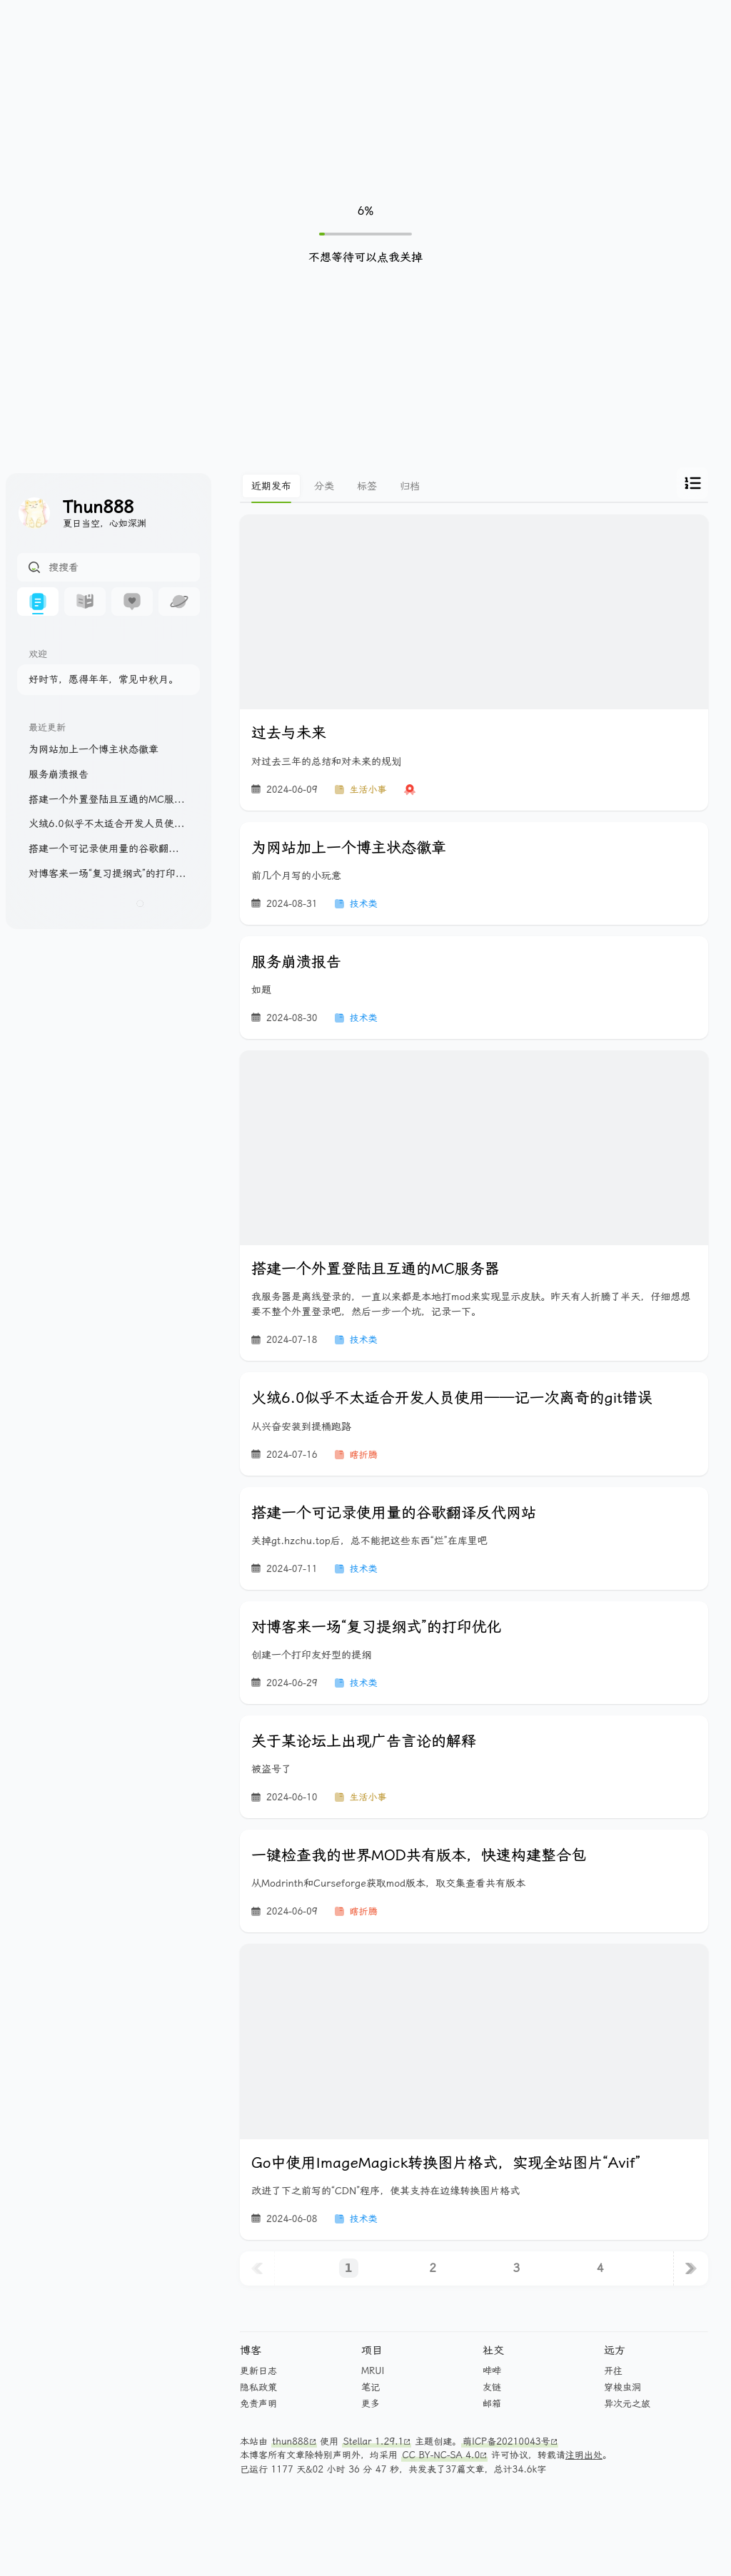 6%
不想等待可以点我关掉
Thun888
夏日当空，心如深渊
搜搜看
欢迎
好时节，愿得年年，常见中秋月。
最近更新
为网站加上一个博主状态徽章
服务崩溃报告
搭建一个外置登陆且互通的MC服...
火绒6.0似乎不太适合开发人员使...
搭建一个可记录使用量的谷歌翻...
对博客来一场“复习提纲式”的打印...
近期发布 分类 标签 归档
过去与未来
对过去三年的总结和对未来的规划
2024-06-09 生活小事
为网站加上一个博主状态徽章
前几个月写的小玩意
2024-08-31 技术类
服务崩溃报告
如题
2024-08-30 技术类
搭建一个外置登陆且互通的MC服务器
我服务器是离线登录的，一直以来都是本地打mod来实现显示皮肤。昨天有人折腾了半天，仔细想想
要不整个外置登录吧，然后一步一个坑，记录一下。
2024-07-18 技术类
火绒6.0似乎不太适合开发人员使用——记一次离奇的git错误
从兴奋安装到提桶跑路
2024-07-16 瞎折腾
搭建一个可记录使用量的谷歌翻译反代网站
关掉gt.hzchu.top后，总不能把这些东西“烂”在库里吧
2024-07-11 技术类
对博客来一场“复习提纲式”的打印优化
创建一个打印友好型的提纲
2024-06-29 技术类
关于某论坛上出现广告言论的解释
被盗号了
2024-06-10 生活小事
一键检查我的世界MOD共有版本，快速构建整合包
从Modrinth和Curseforge获取mod版本，取交集查看共有版本
2024-06-09 瞎折腾
Go中使用ImageMagick转换图片格式，实现全站图片“Avif”
改进了下之前写的“CDN”程序，使其支持在边缘转换图片格式
2024-06-08 技术类
1 2 3 4
博客 项目 社交 远方
更新日志 MRUI 哔哔 开往
隐私政策 笔记 友链 穿梭虫洞
免责声明 更多 邮箱 异次元之旅
本站由 thun888 使用 Stellar 1.29.1 主题创建。萌ICP备20210043号
本博客所有文章除特别声明外，均采用 CC BY-NC-SA 4.0 许可协议，转载请注明出处。
已运行 1177 天&02 小时 36 分 47 秒，共发表了37篇文章，总计34.6k字